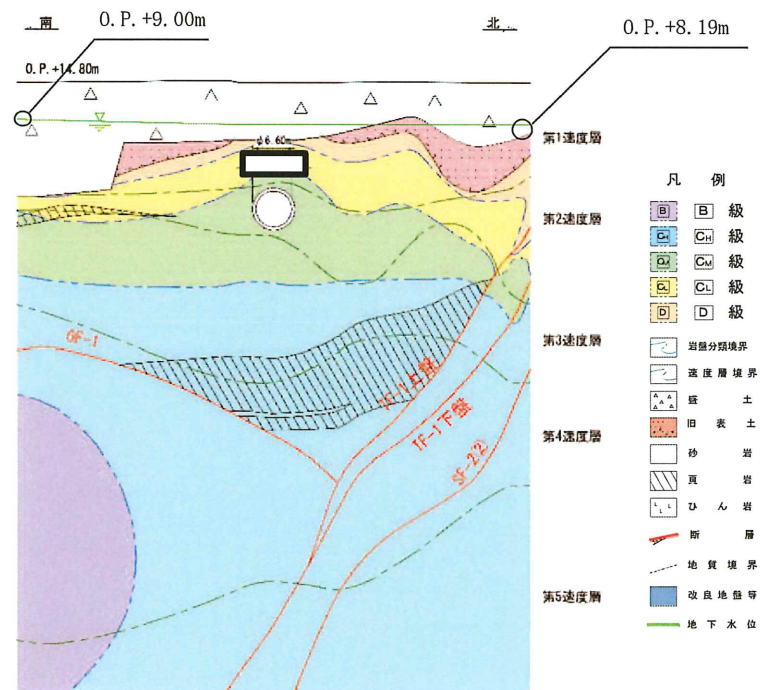 南
O.P.+9.00m
北
O.P.+8.19m
O.P.+14.80m
φ6.60m
第1速度層
第2速度層
第3速度層
第4速度層
第5速度層
OF-1
TF-1上盤
TF-1下盤
SF-2②
凡 例
B B 級
CH CH 級
CM CM 級
CL CL 級
D D 級
岩盤分類境界
速度層境界
盛 土
旧 表 土
砂 岩
頁 岩
ひ ん 岩
断 層
地 質 境 界
改 良 地 盤 等
地 下 水 位